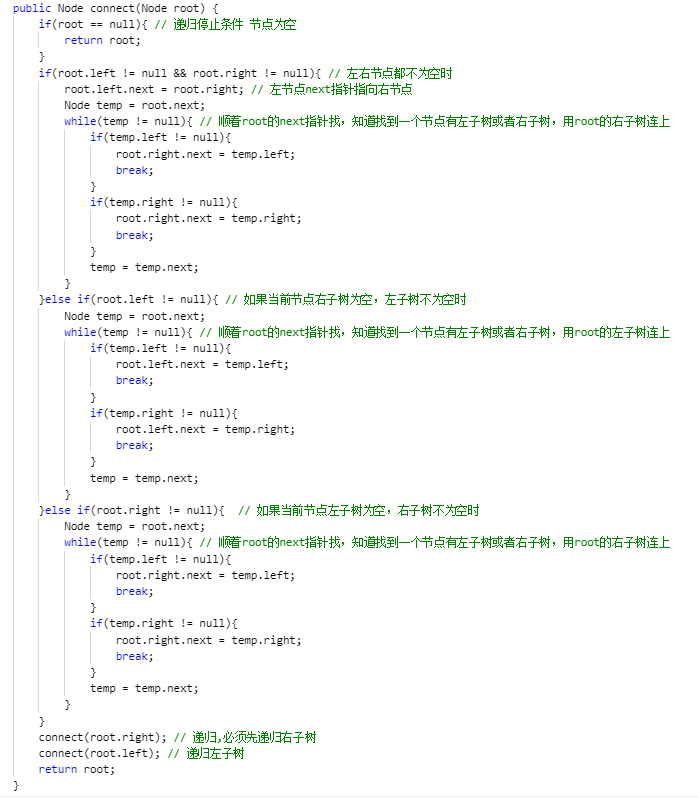 public Node connect(Node root) {
    if(root == null){ // 递归停止条件 节点为空
        return root;
    }
    if(root.left != null && root.right != null){ // 左右节点都不为空时
        root.left.next = root.right; // 左节点next指针指向右节点
        Node temp = root.next;
        while(temp != null){ // 顺着root的next指针找，知道找到一个节点有左子树或者右子树，用root的右子树连上
            if(temp.left != null){
                root.right.next = temp.left;
                break;
            }
            if(temp.right != null){
                root.right.next = temp.right;
                break;
            }
            temp = temp.next;
        }
    }else if(root.left != null){ // 如果当前节点右子树为空，左子树不为空时
        Node temp = root.next;
        while(temp != null){ // 顺着root的next指针找，知道找到一个节点有左子树或者右子树，用root的左子树连上
            if(temp.left != null){
                root.left.next = temp.left;
                break;
            }
            if(temp.right != null){
                root.left.next = temp.right;
                break;
            }
            temp = temp.next;
        }
    }else if(root.right != null){  // 如果当前节点左子树为空，右子树不为空时
        Node temp = root.next;
        while(temp != null){ // 顺着root的next指针找，知道找到一个节点有左子树或者右子树，用root的右子树连上
            if(temp.left != null){
                root.right.next = temp.left;
                break;
            }
            if(temp.right != null){
                root.right.next = temp.right;
                break;
            }
            temp = temp.next;
        }
    }
    connect(root.right); // 递归,必须先递归右子树
    connect(root.left); // 递归左子树
    return root;
}